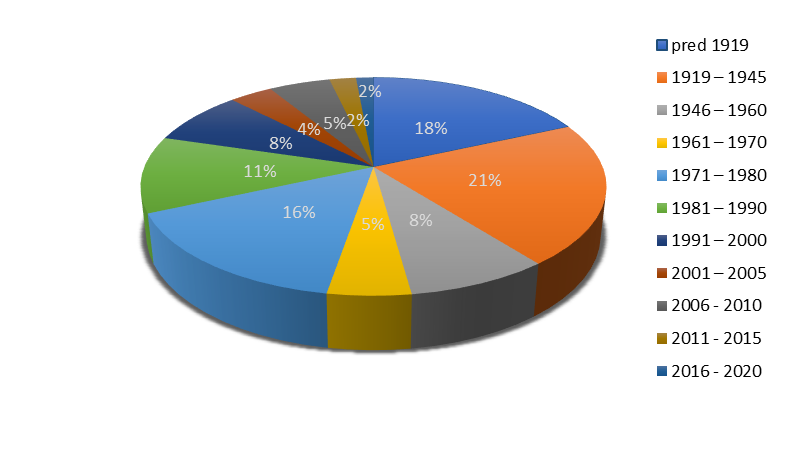 2%
18%
2%
5%
4%
8%
11%
21%
16%
8%
5%
pred 1919
1919 – 1945
1946 – 1960
1961 – 1970
1971 – 1980
1981 – 1990
1991 – 2000
2001 – 2005
2006 - 2010
2011 - 2015
2016 - 2020